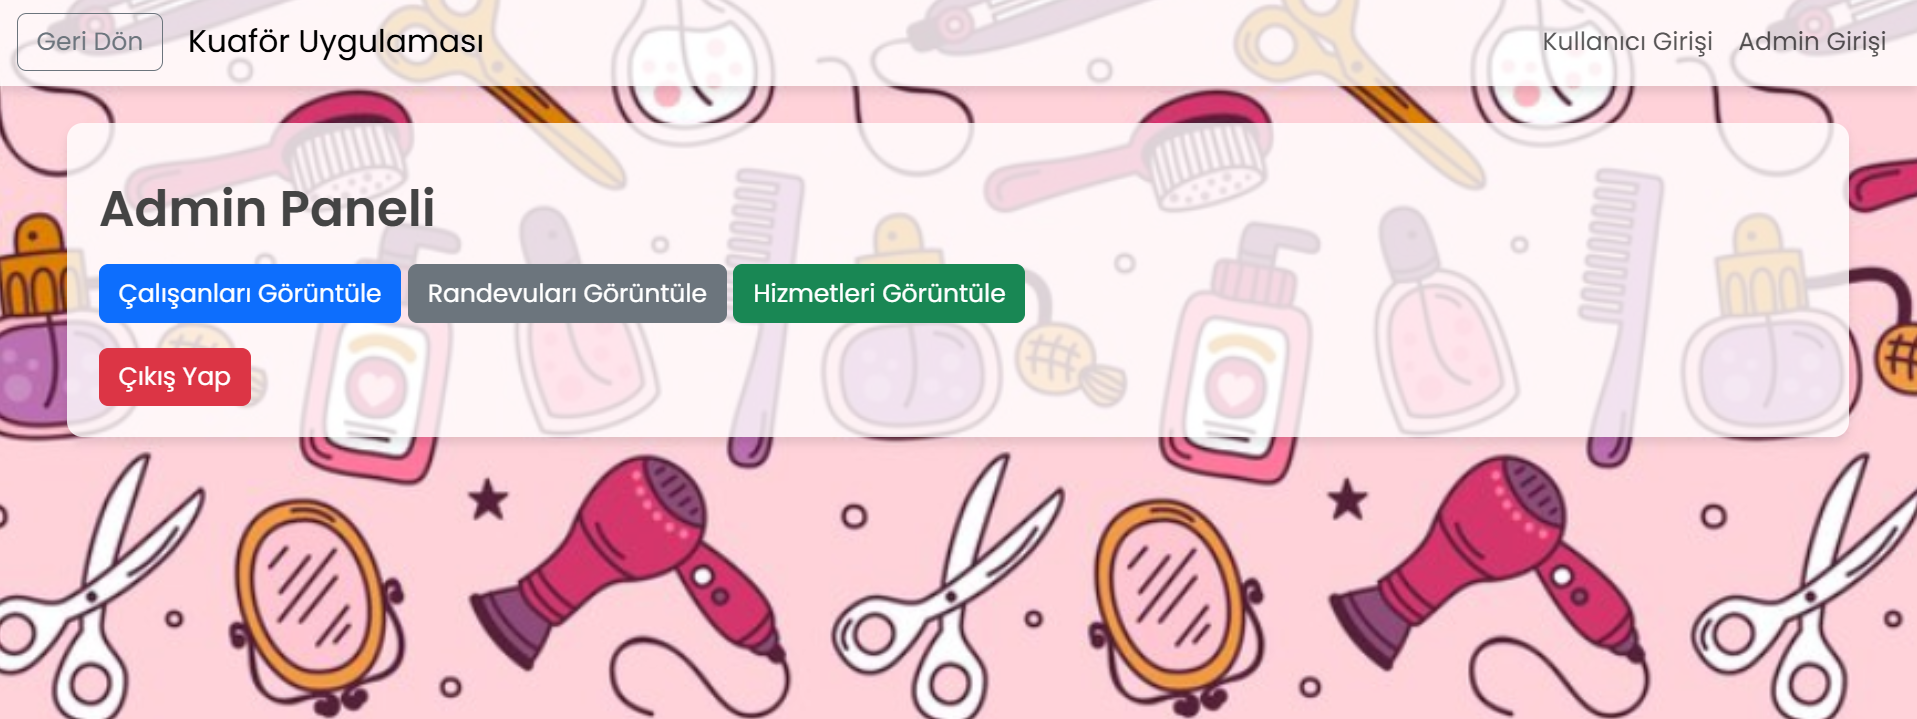 Geri Dön Kuaför Uygulaması Kullanıcı Girişi Admin Girişi
Admin Paneli
Çalışanları Görüntüle Randevuları Görüntüle Hizmetleri Görüntüle
Çıkış Yap